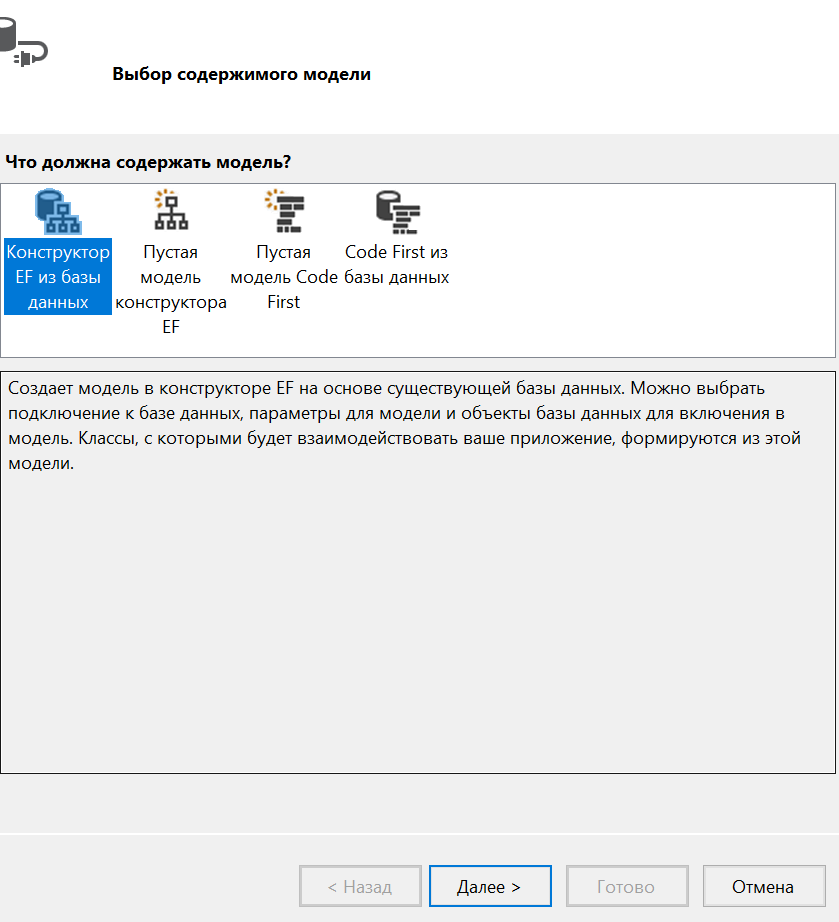 Выбор содержимого модели
Что должна содержать модель?
Конструктор
EF из базы
данных
Пустая
модель
конструктора
EF
Пустая
модель Code
First
Code First из
базы данных
Создает модель в конструкторе EF на основе существующей базы данных. Можно выбрать
подключение к базе данных, параметры для модели и объекты базы данных для включения в
модель. Классы, с которыми будет взаимодействовать ваше приложение, формируются из этой
модели.
< Назад
Далее >
Готово
Отмена